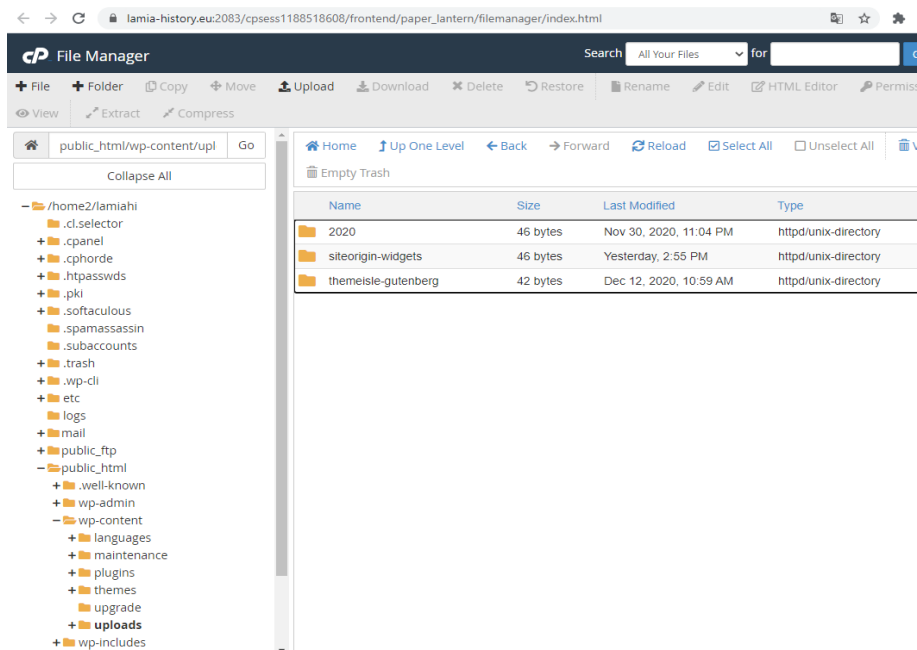 lamia-history.eu:2083/cpsess1188518608/frontend/paper_lantern/filemanager/index.html
cP File Manager Search All Your Files for
File Folder Copy Move Upload Download Delete Restore Rename Edit HTML Editor
View Extract Compress
public_html/wp-content/upl Go
Collapse All
Home Up One Level Back Forward Reload Select All Unselect All
Empty Trash
/home2/lamiahi
.cl.selector
.cpanel
.cphorde
.htpasswds
.pki
.softaculous
.spamassassin
.subaccounts
.trash
.wp-cli
etc
logs
mail
public_ftp
public_html
.well-known
wp-admin
wp-content
languages
maintenance
plugins
themes
upgrade
uploads
wp-includes
Name Size Last Modified Type
2020 46 bytes Nov 30, 2020, 11:04 PM httpd/unix-directory
siteorigin-widgets 46 bytes Yesterday, 2:55 PM httpd/unix-directory
themeisle-gutenberg 42 bytes Dec 12, 2020, 10:59 AM httpd/unix-directory